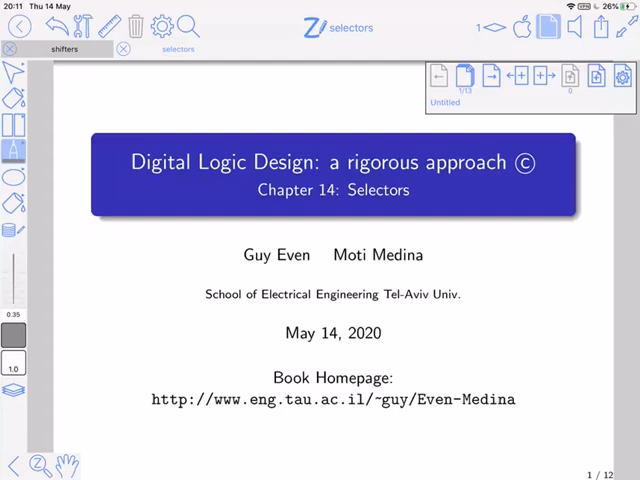 20:11 Thu 14 May
VPN 26%
selectors
1
shifters
selectors
1/13
0
Untitled
Digital Logic Design: a rigorous approach ©
Chapter 14: Selectors
Guy Even Moti Medina
School of Electrical Engineering Tel-Aviv Univ.
May 14, 2020
Book Homepage:
http://www.eng.tau.ac.il/~guy/Even-Medina
0.35
1.0
1 / 12